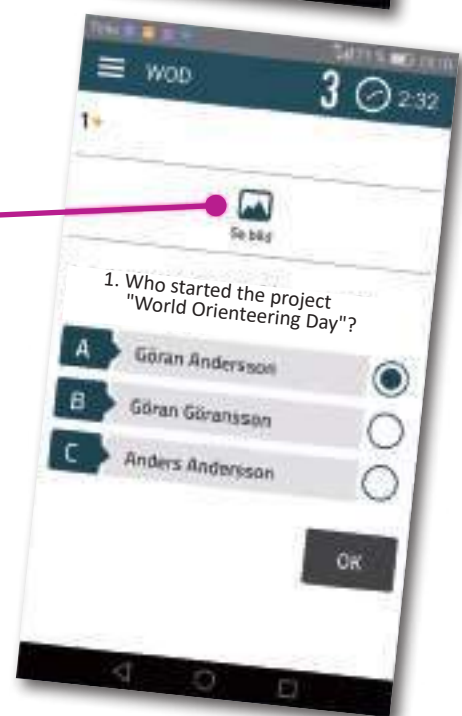 WOD
3
2:32
1
Se bild
1. Who started the project
"World Orienteering Day"?
A
Göran Andersson
B
Göran Göransson
C
Anders Andersson
OK